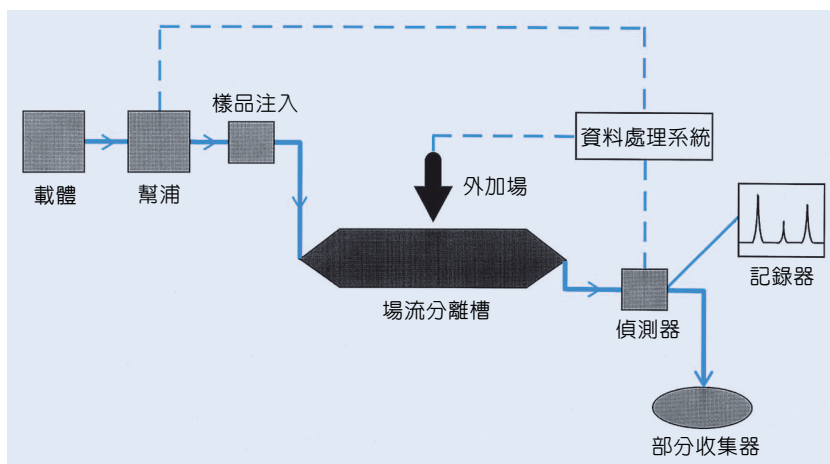 樣品注入
資料處理系統
載體
幫浦
外加場
記錄器
場流分離槽
偵測器
部分收集器